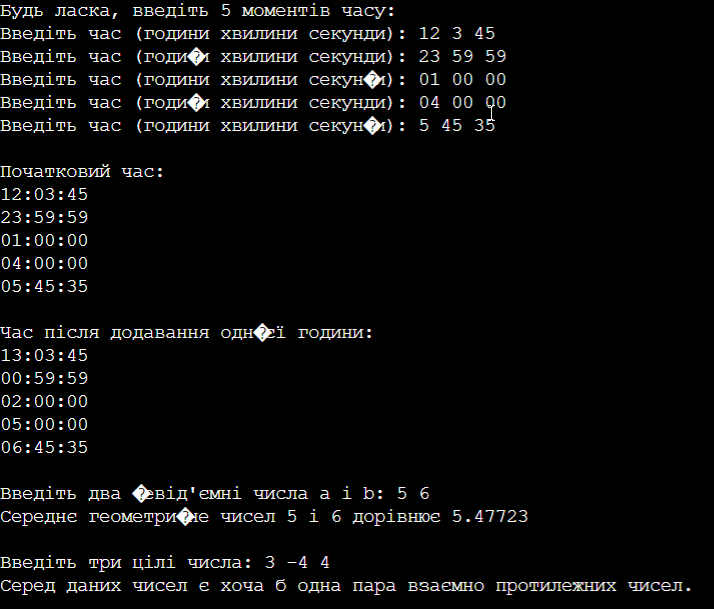 Будь ласка, введіть 5 моментів часу:
Введіть час (години хвилини секунди): 12 3 45
Введіть час (годи�и хвилини секунди): 23 59 59
Введіть час (години хвилини секун�и): 01 00 00
Введіть час (годи�и хвилини секунди): 04 00 00
Введіть час (години хвилини секун�и): 5 45 35
Початковий час:
12:03:45
23:59:59
01:00:00
04:00:00
05:45:35
Час після додавання одн�єї години:
13:03:45
00:59:59
02:00:00
05:00:00
06:45:35
Введіть два �евід'ємні числа a і b: 5 6
Середнє геометри�не чисел 5 і 6 дорівнює 5.47723
Введіть три цілі числа: 3 -4 4
Серед даних чисел є хоча б одна пара взаємно протилежних чисел.